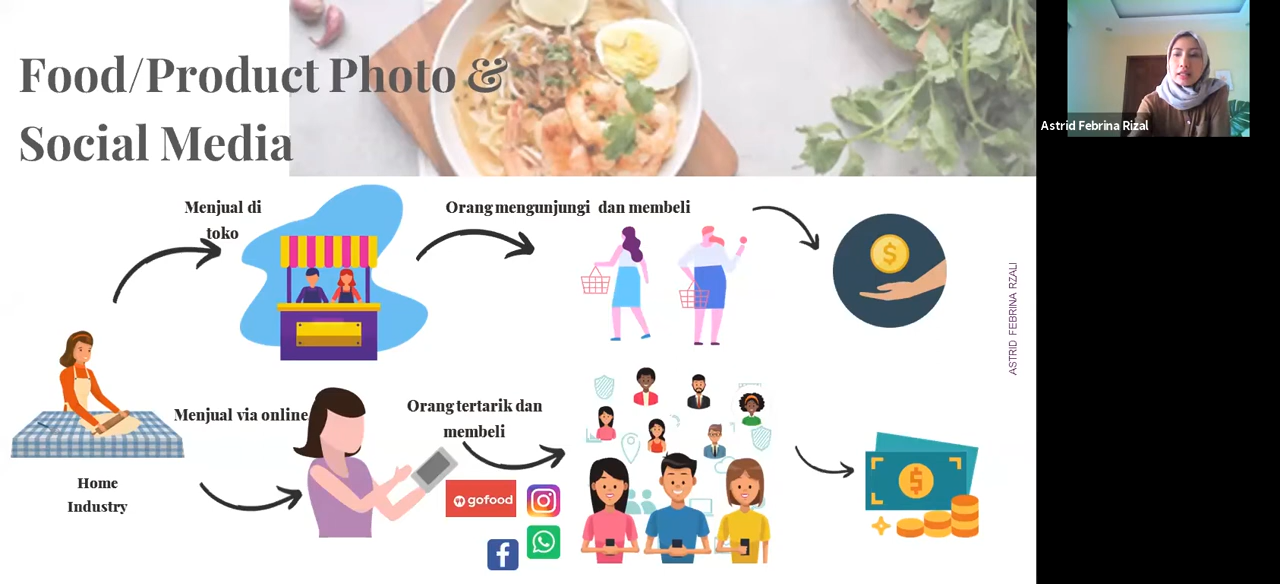 Food/Product Photo &
Social Media
Astrid Febrina Rizal
Menjual di
toko
Orang mengunjungi dan membeli
ASTRID FEBRINA RZALI
Home
Industry
Menjual via online
Orang tertarik dan
membeli
gofood